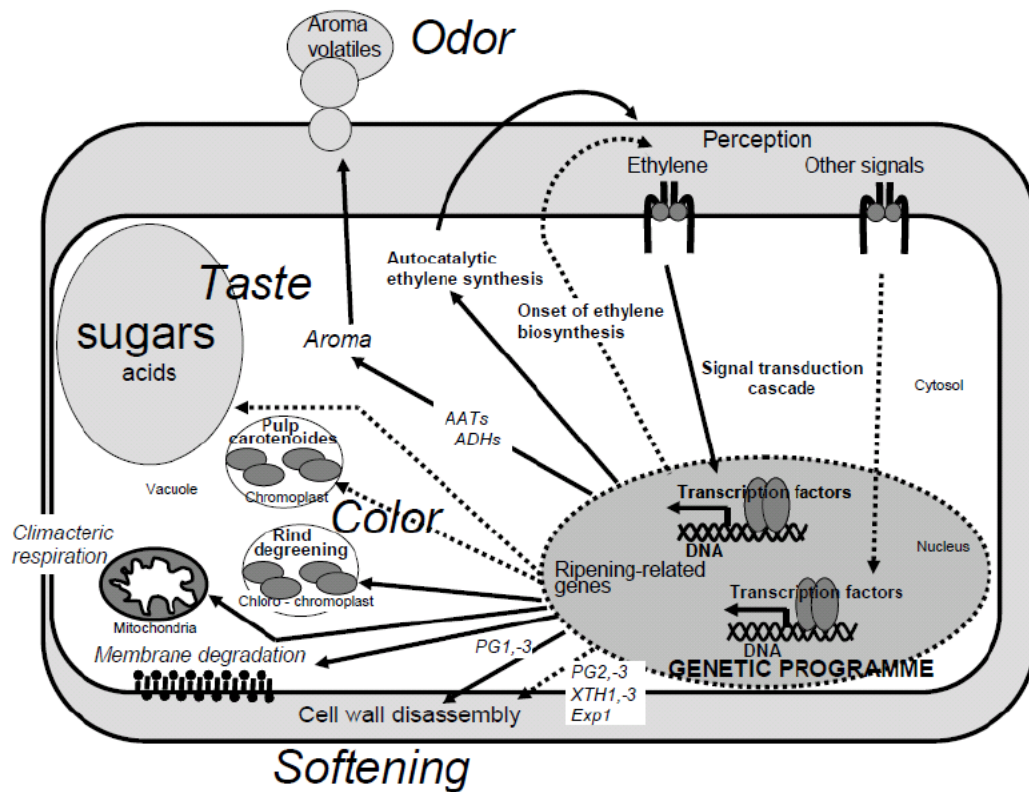 Aroma
volatiles
Odor
Perception
Ethylene
Other signals
Autocatalytic
ethylene synthesis
Onset of ethylene
biosynthesis
Taste
sugars
acids
Aroma
Signal transduction
cascade
Cytosol
AATs
ADHs
Pulp
carotenoides
Chromoplast
Vacuole
Color
Climacteric
respiration
Rind
degreening
Chloro - chromoplast
Mitochondria
Transcription factors
DNA
Nucleus
Ripening-related
genes
Transcription factors
DNA
GENETIC PROGRAMME
Membrane degradation
PG1,-3
PG2,-3
XTH1,-3
Exp1
Cell wall disassembly
Softening